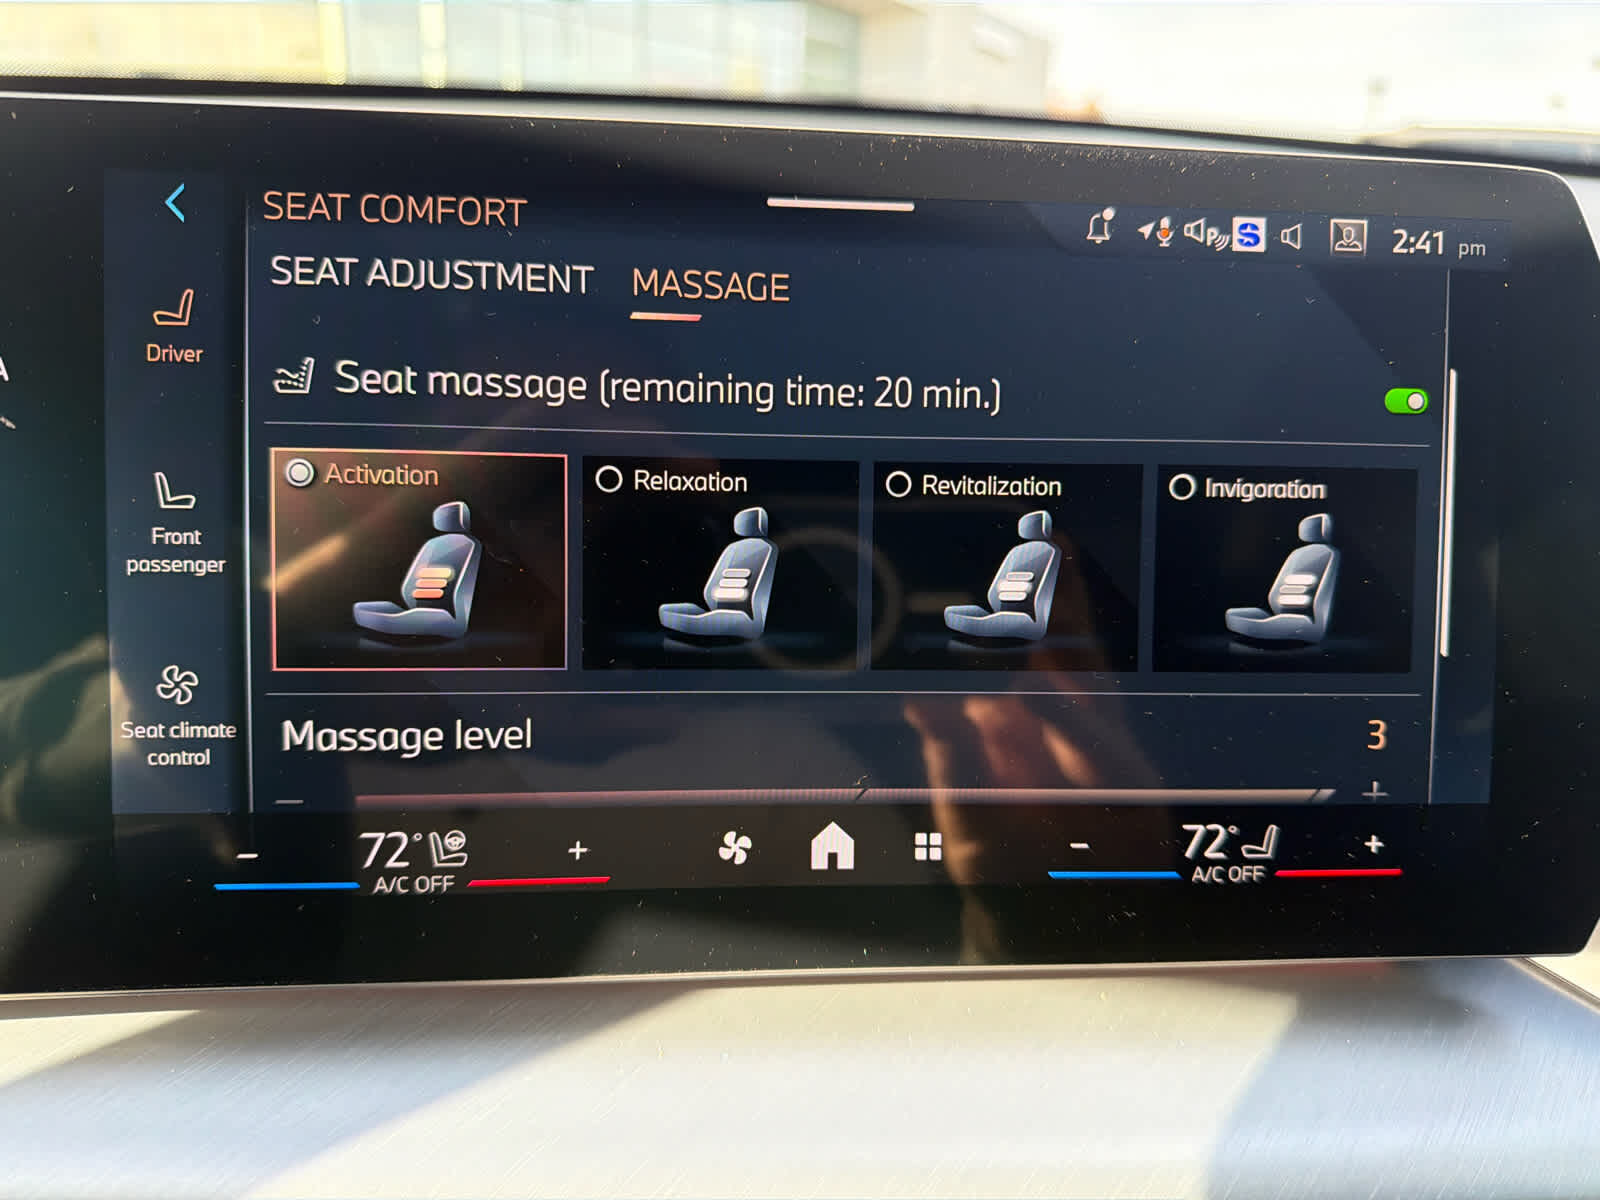 SEAT COMFORT
2:41 pm
SEAT ADJUSTMENT MASSAGE
Driver
Seat massage (remaining time: 20 min.)
Activation
Relaxation
Revitalization
Invigoration
Front
passenger
Seat climate
control
Massage level 3
72°
A/C OFF
72°
A/C OFF